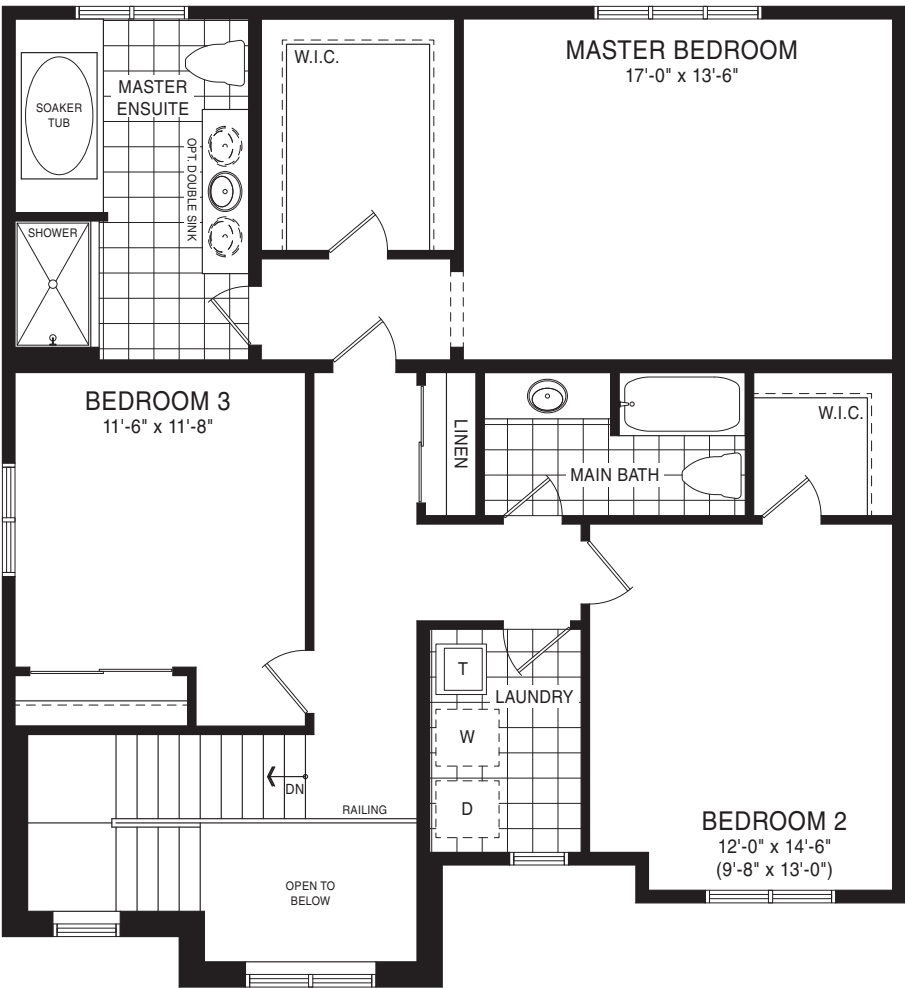 MASTER BEDROOM
17'-0" x 13'-6"
W.I.C.
MASTER
ENSUITE
SOAKER
TUB
OPT. DOUBLE SINK
SHOWER
BEDROOM 3
11'-6" x 11'-8"
LINEN
MAIN BATH
W.I.C.
T
LAUNDRY
W
D
DN
RAILING
OPEN TO
BELOW
BEDROOM 2
12'-0" x 14'-6"
(9'-8" x 13'-0")